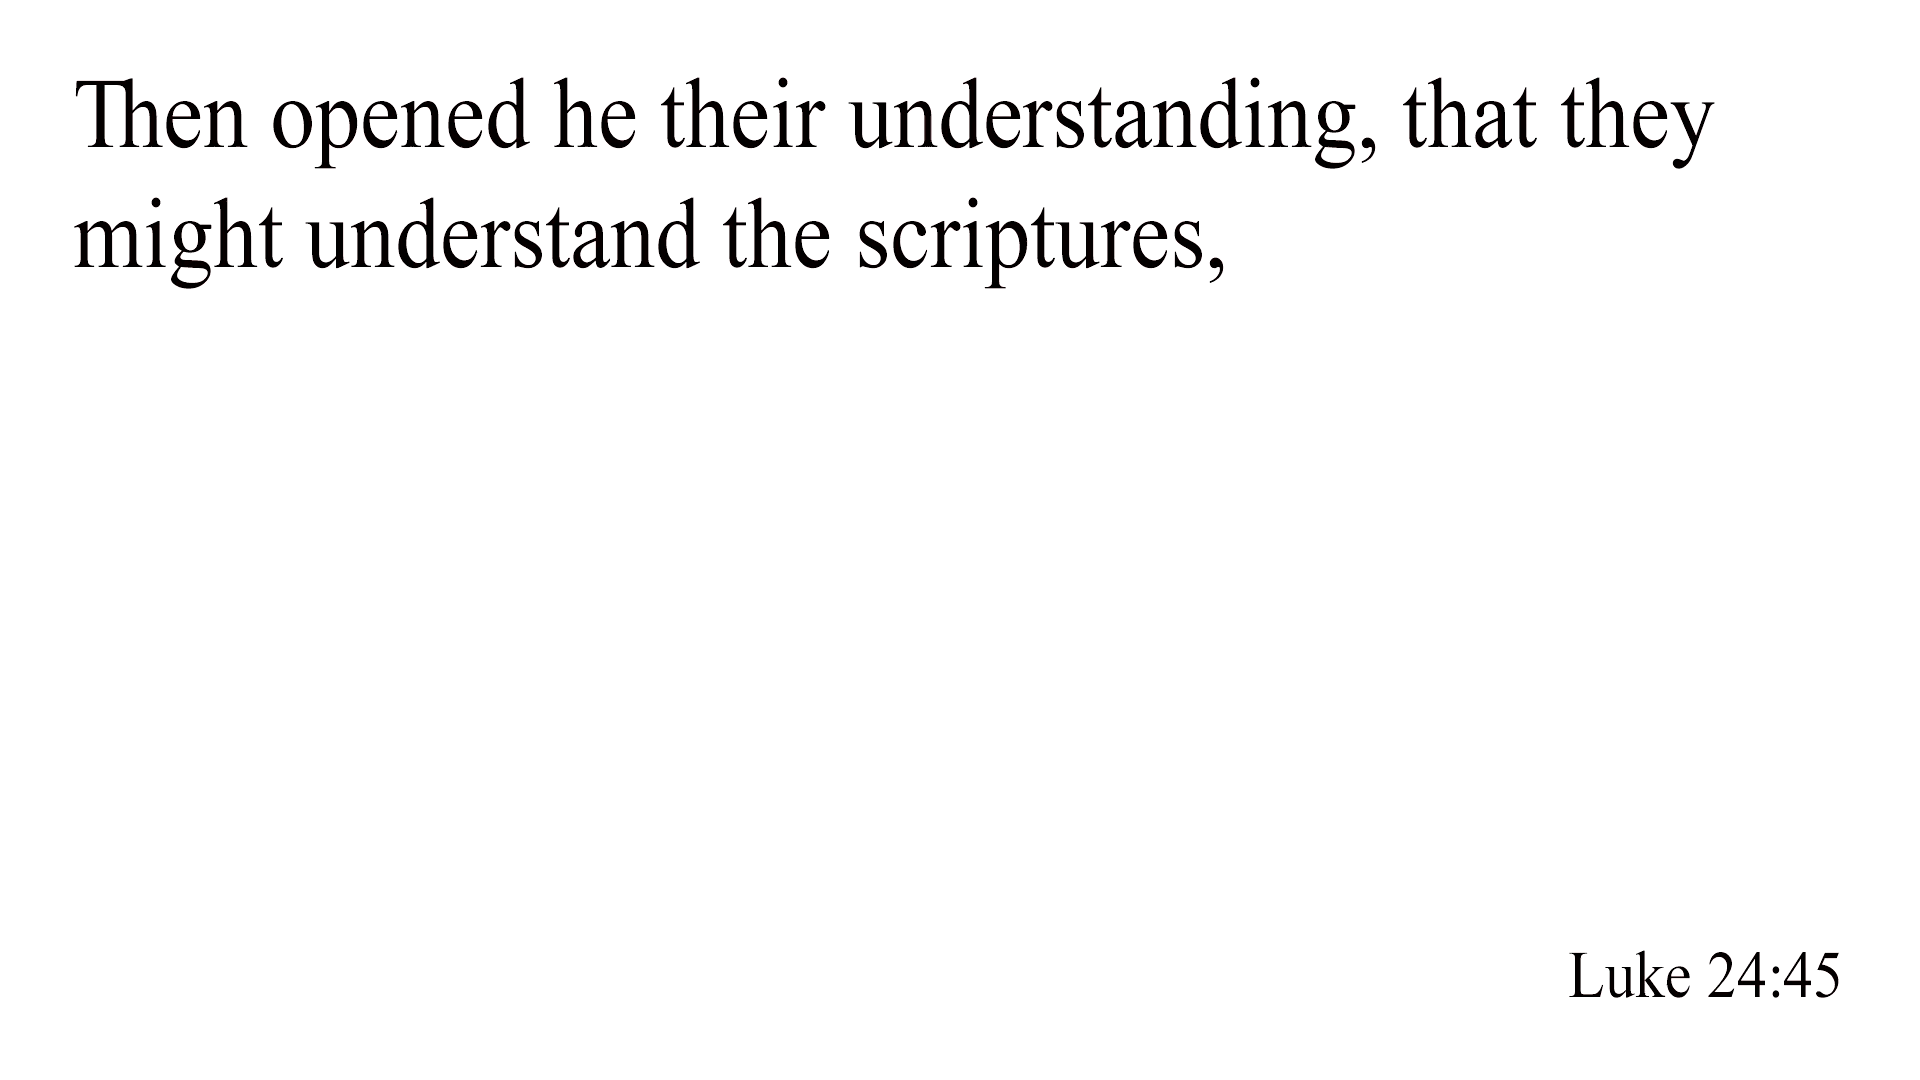 Then opened he their understanding, that they
might understand the scriptures,
Luke 24:45